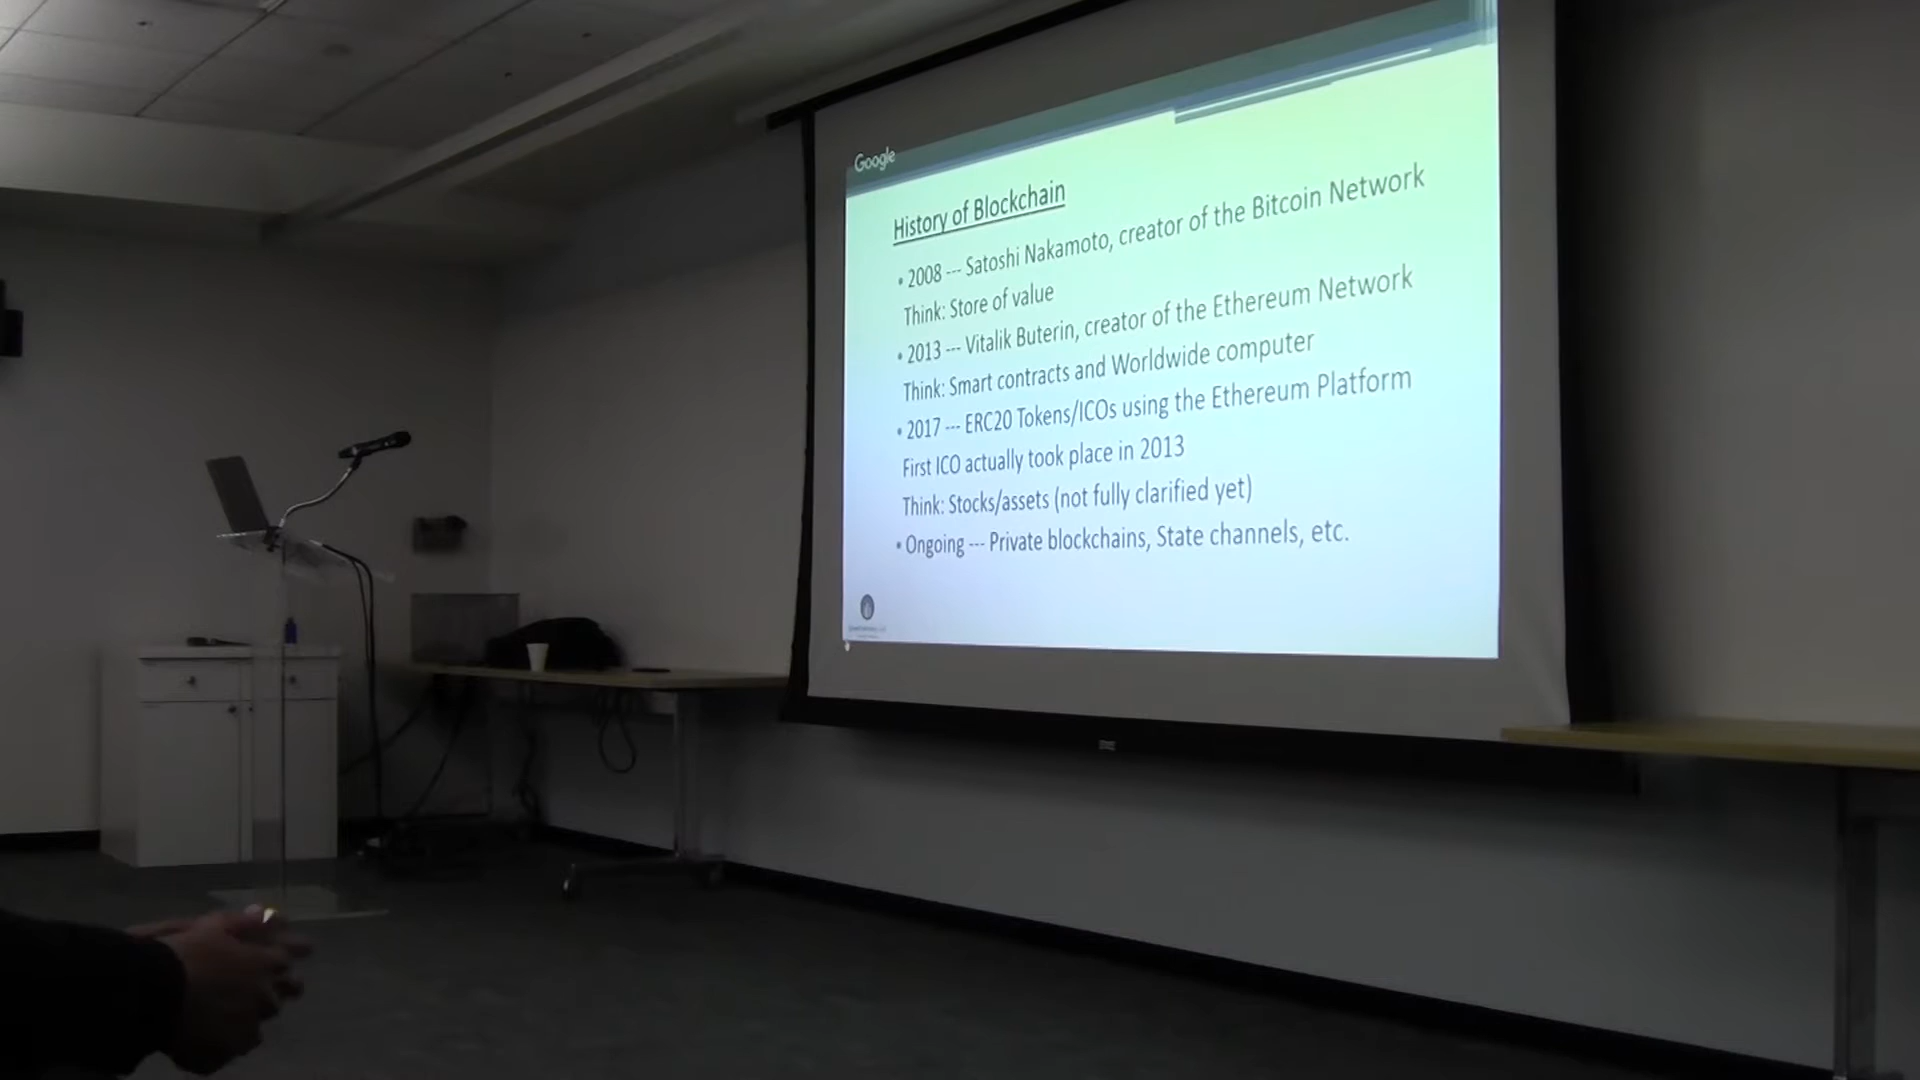 Google
History of Blockchain
• 2008 --- Satoshi Nakamoto, creator of the Bitcoin Network
Think: Store of value
• 2013 --- Vitalik Buterin, creator of the Ethereum Network
Think: Smart contracts and Worldwide computer
• 2017 --- ERC20 Tokens/ICOs using the Ethereum Platform
First ICO actually took place in 2013
Think: Stocks/assets (not fully clarified yet)
• Ongoing --- Private blockchains, State channels, etc.